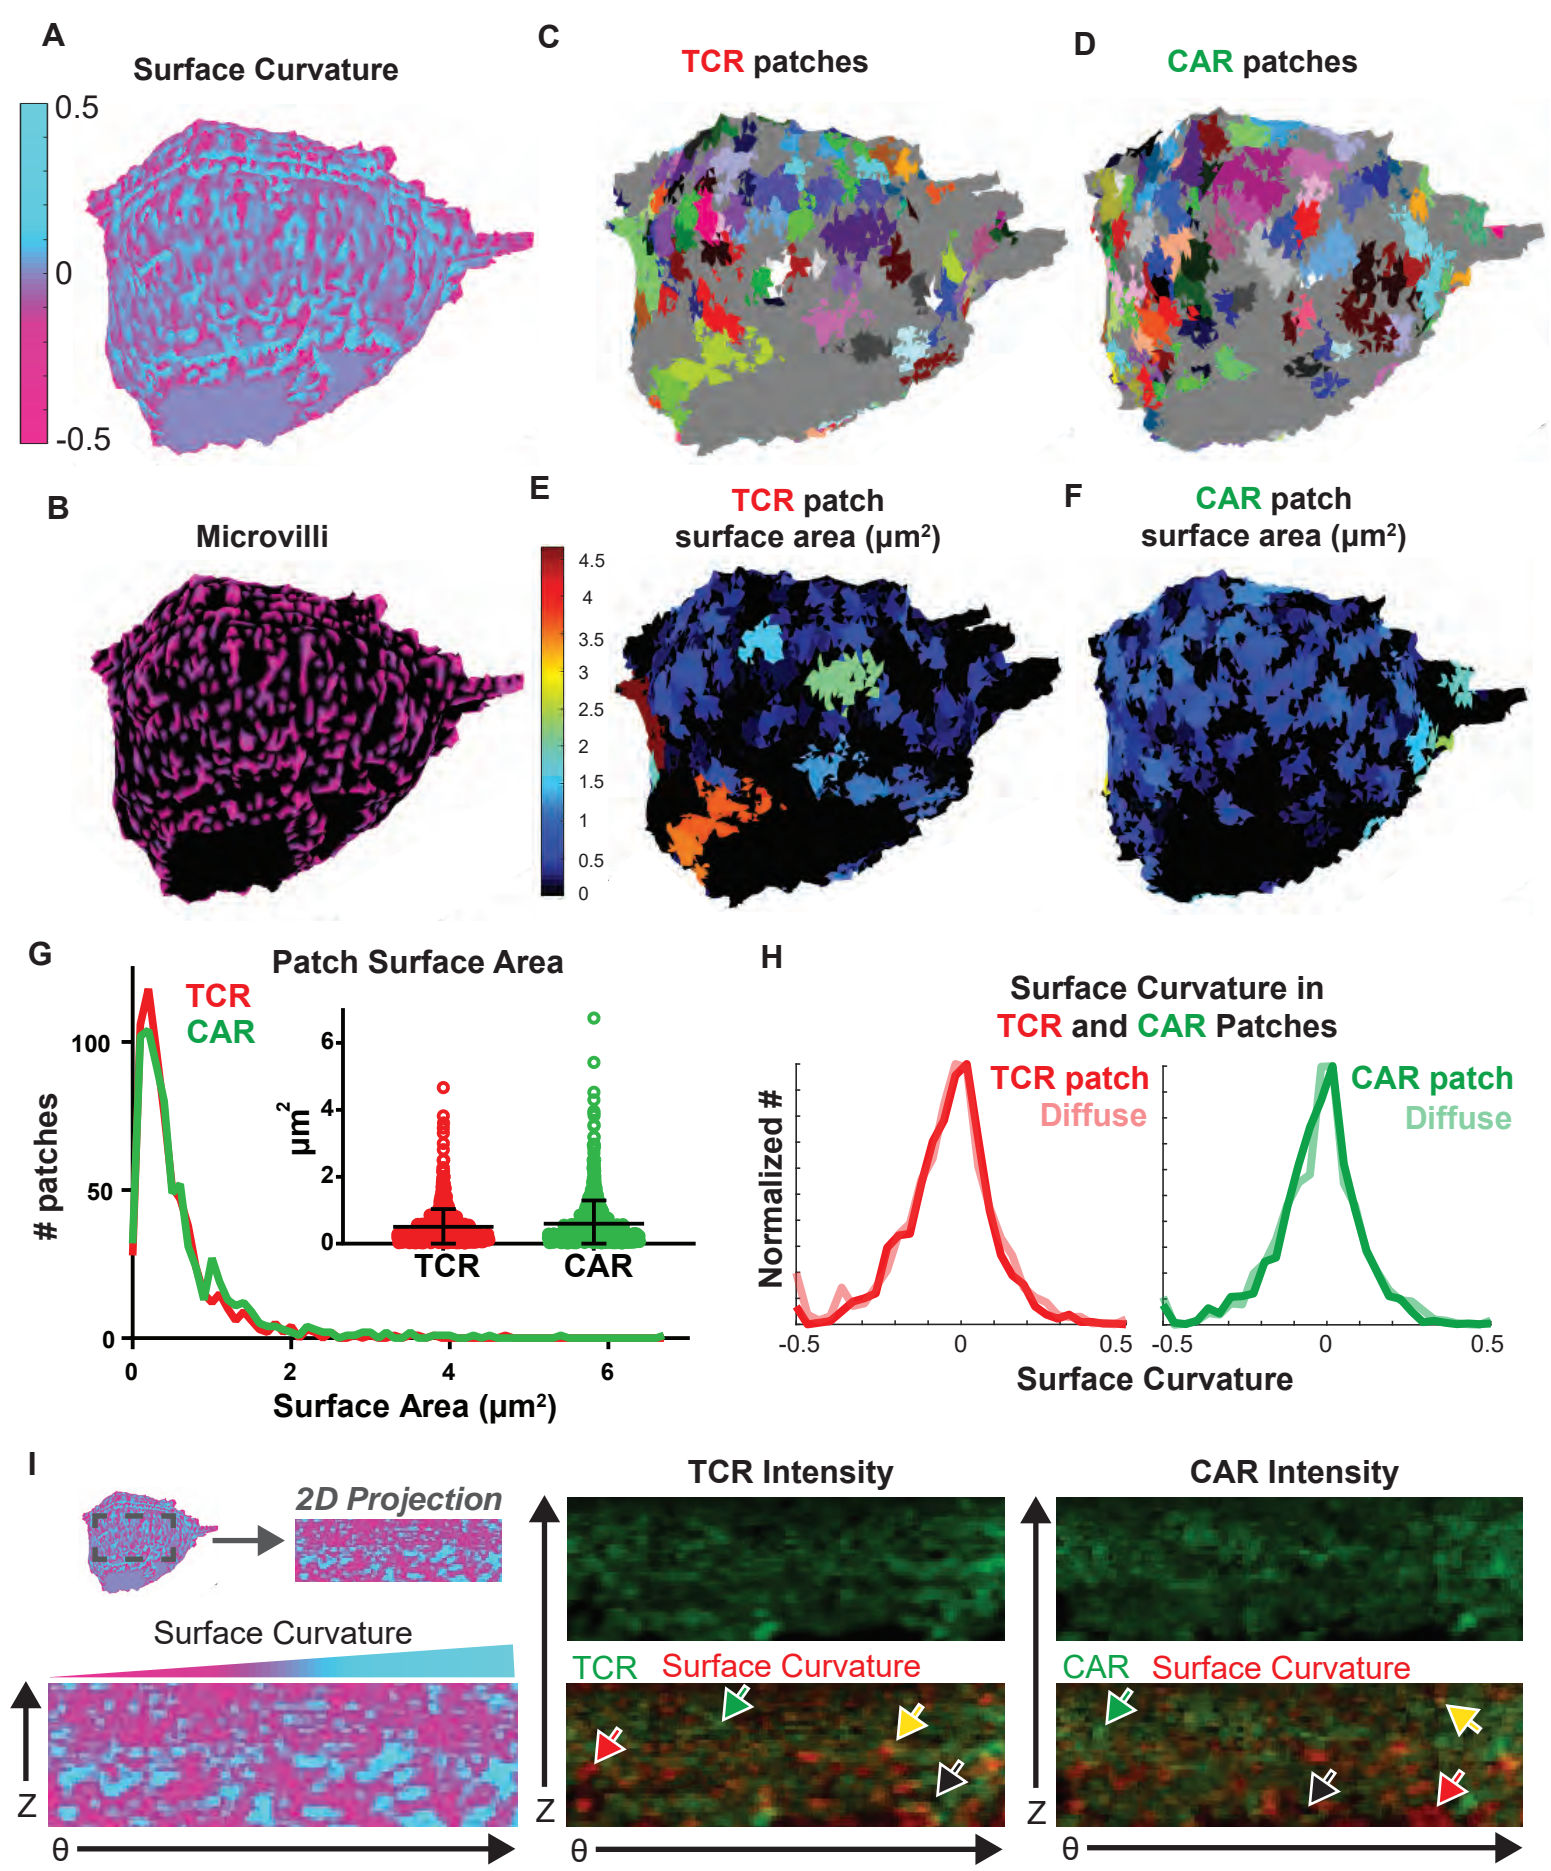 A
Surface Curvature
0.5
0
-0.5
C
TCR patches
D
CAR patches
B
Microvilli
E
TCR patch
surface area (µm²)
4.5
4
3.5
3
2.5
2
1.5
1
0.5
0
F
CAR patch
surface area (µm²)
G
Patch Surface Area
TCR
CAR
# patches
100
50
0
0
2
4
6
Surface Area (µm²)
µm²
6
4
2
0
TCR
CAR
H
Surface Curvature in
TCR and CAR Patches
Normalized #
TCR patch
Diffuse
CAR patch
Diffuse
-0.5
0
0.5
-0.5
0
0.5
Surface Curvature
I
2D Projection
Surface Curvature
Z
θ
TCR Intensity
TCR Surface Curvature
Z
θ
CAR Intensity
CAR Surface Curvature
Z
θ